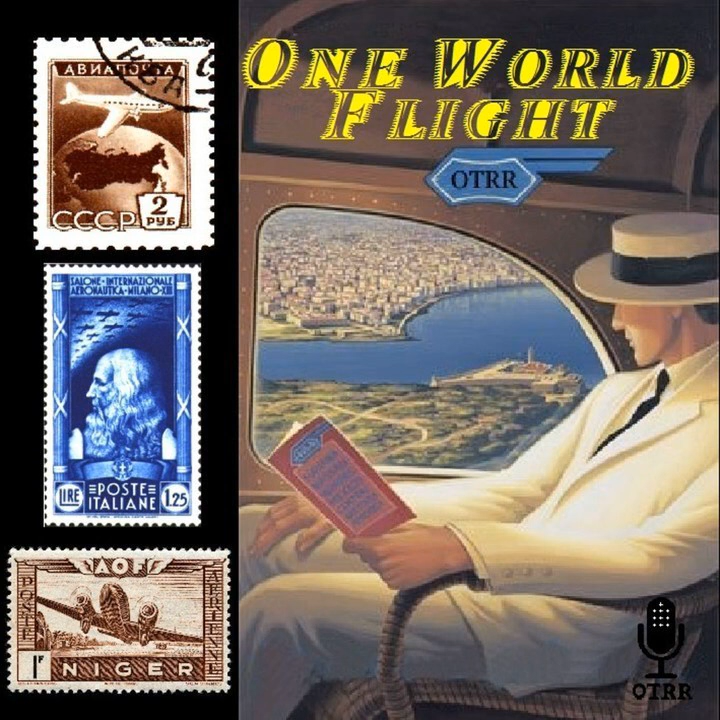 АВИАПОЧТА
СССР
2
РУБ
SALONE·INTERNAZIONALE
AERONAUTICA·MILANO·XIII
LIRE
POSTE
ITALIANE
1.25
AOF
POSTE
AERIENNE
1F
NIGER
ONE WORLD
FLIGHT
OTRR
OTRR